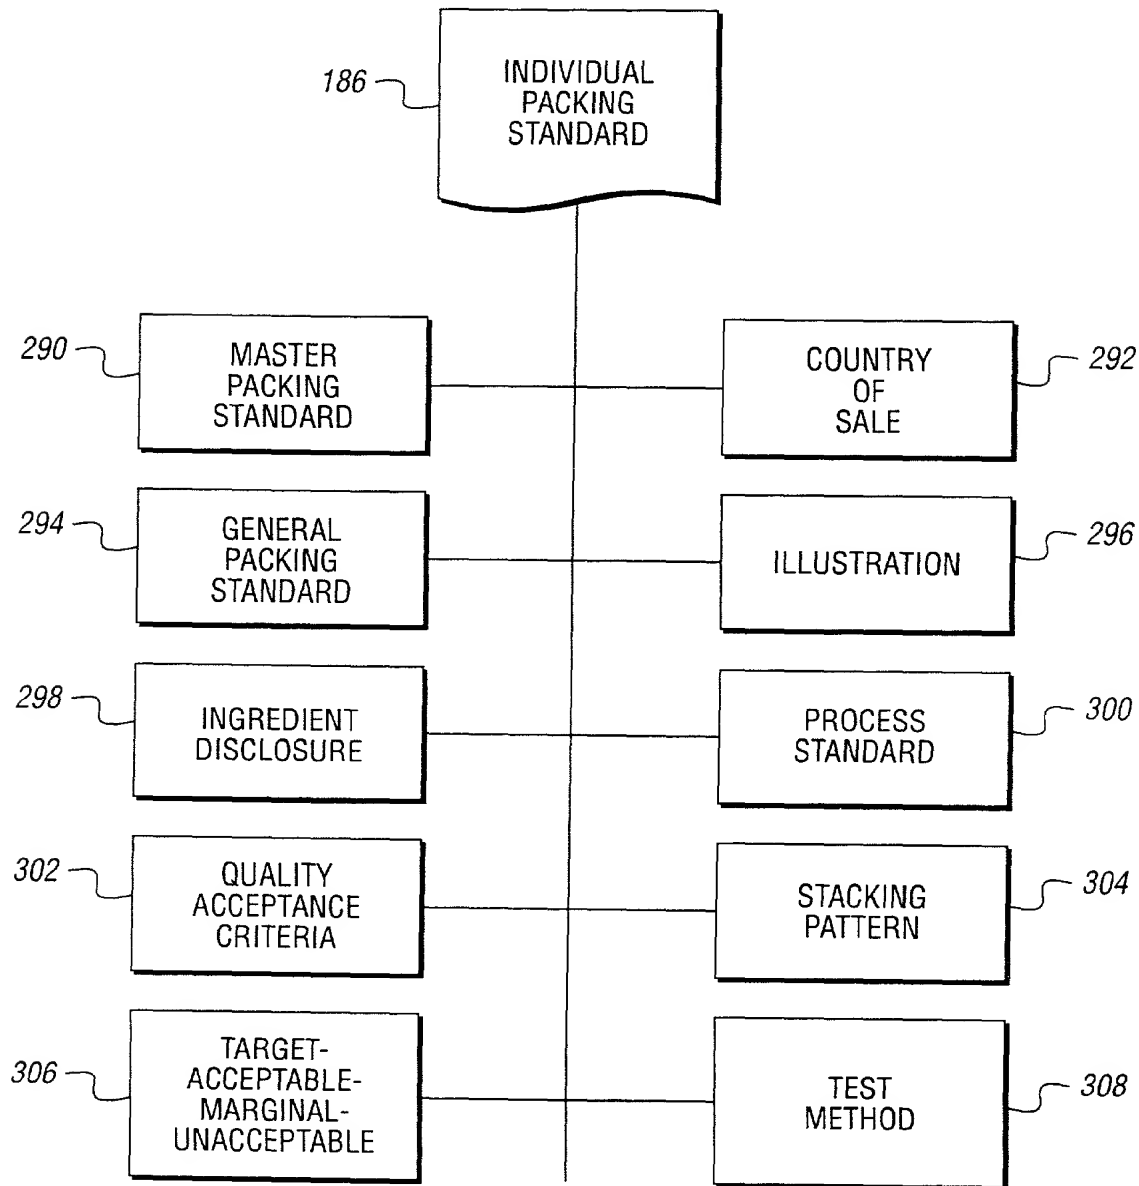 186
INDIVIDUAL
PACKING
STANDARD
290
MASTER
PACKING
STANDARD
COUNTRY
OF
SALE
292
294
GENERAL
PACKING
STANDARD
ILLUSTRATION
296
298
INGREDIENT
DISCLOSURE
PROCESS
STANDARD
300
302
QUALITY
ACCEPTANCE
CRITERIA
STACKING
PATTERN
304
306
TARGET-
ACCEPTABLE-
MARGINAL-
UNACCEPTABLE
TEST
METHOD
308